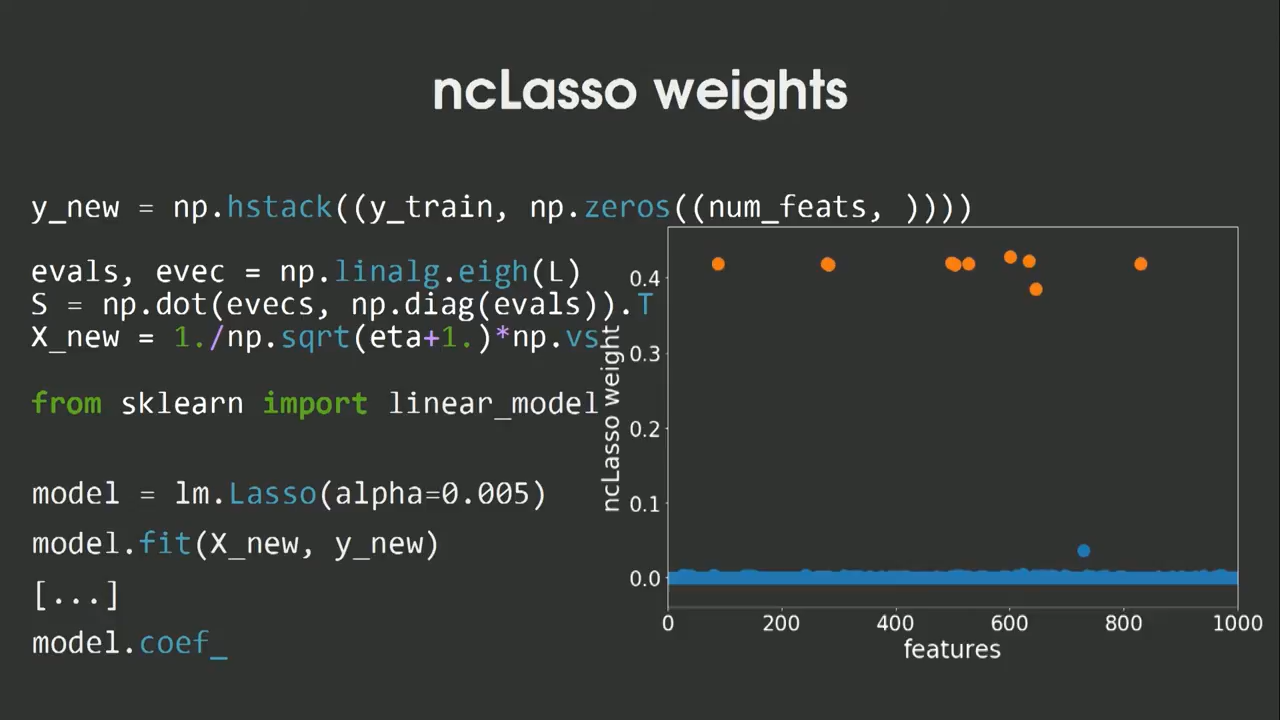 ncLasso weights
y_new = np.hstack((y_train, np.zeros((num_feats, ))))
evals, evec = np.linalg.eigh(L)
S = np.dot(evecs, np.diag(evals)).T
X_new = 1./np.sqrt(eta+1.)*np.vs
from sklearn import linear_model
model = lm.Lasso(alpha=0.005)
model.fit(X_new, y_new)
[...]
model.coef_
ncLasso weight
0.4
0.3
0.2
0.1
0.0
0 200 400 600 800 1000
features